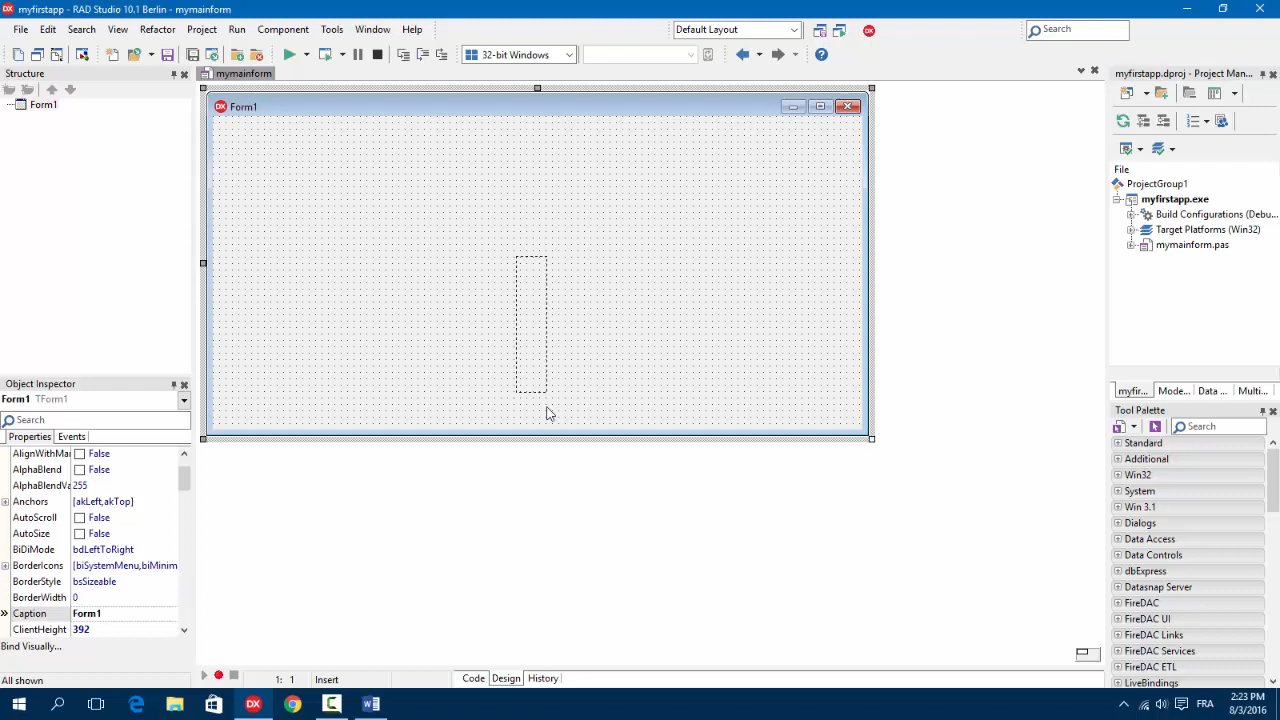 myfirstapp - RAD Studio 10.1 Berlin - mymainform
File Edit Search View Refactor Project Run Component Tools Window Help
Default Layout
Search
32-bit Windows
Structure
mymainform
Form1
DX Form1
Object Inspector
Form1 TForm1
Search
Properties Events
AlignWithMar False
AlphaBlend False
AlphaBlendVa 255
Anchors [akLeft,akTop]
AutoScroll False
AutoSize False
BiDiMode bdLeftToRight
BorderIcons [biSystemMenu,biMinim
BorderStyle bsSizeable
BorderWidth 0
Caption Form1
ClientHeight 392
Bind Visually...
All shown
1: 1 Insert
Code Design History
myfirstapp.dproj - Project Man...
File
ProjectGroup1
myfirstapp.exe
Build Configurations (Debu...
Target Platforms (Win32)
mymainform.pas
myfir... Mode... Data ... Multi...
Tool Palette
Search
Standard
Additional
Win32
System
Win 3.1
Dialogs
Data Access
Data Controls
dbExpress
Datasnap Server
FireDAC
FireDAC UI
FireDAC Links
FireDAC Services
FireDAC ETL
LiveBindings
DX
FRA
2:23 PM
8/3/2016